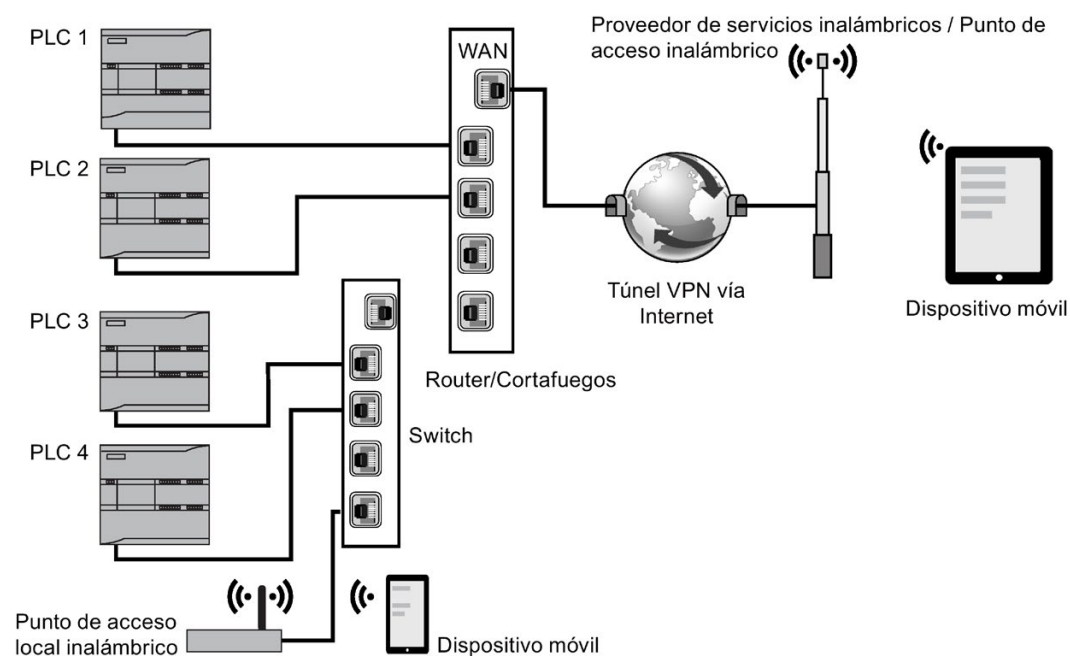 Proveedor de servicios inalámbricos / Punto de
acceso inalámbrico
PLC 1
WAN
PLC 2
Túnel VPN vía
Internet
Dispositivo móvil
PLC 3
Router/Cortafuegos
Switch
PLC 4
Punto de acceso
local inalámbrico
Dispositivo móvil